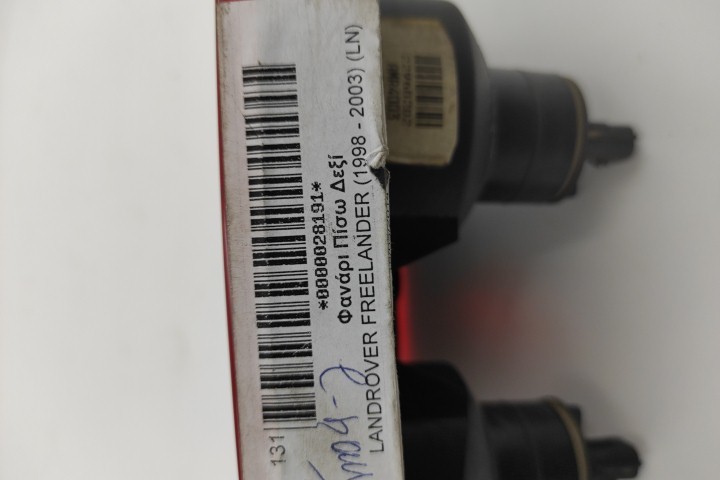 131
*0000028191*
Φανάρι Πίσω Δεξί
LANDROVER FREELANDER (1998 - 2003) (LN)